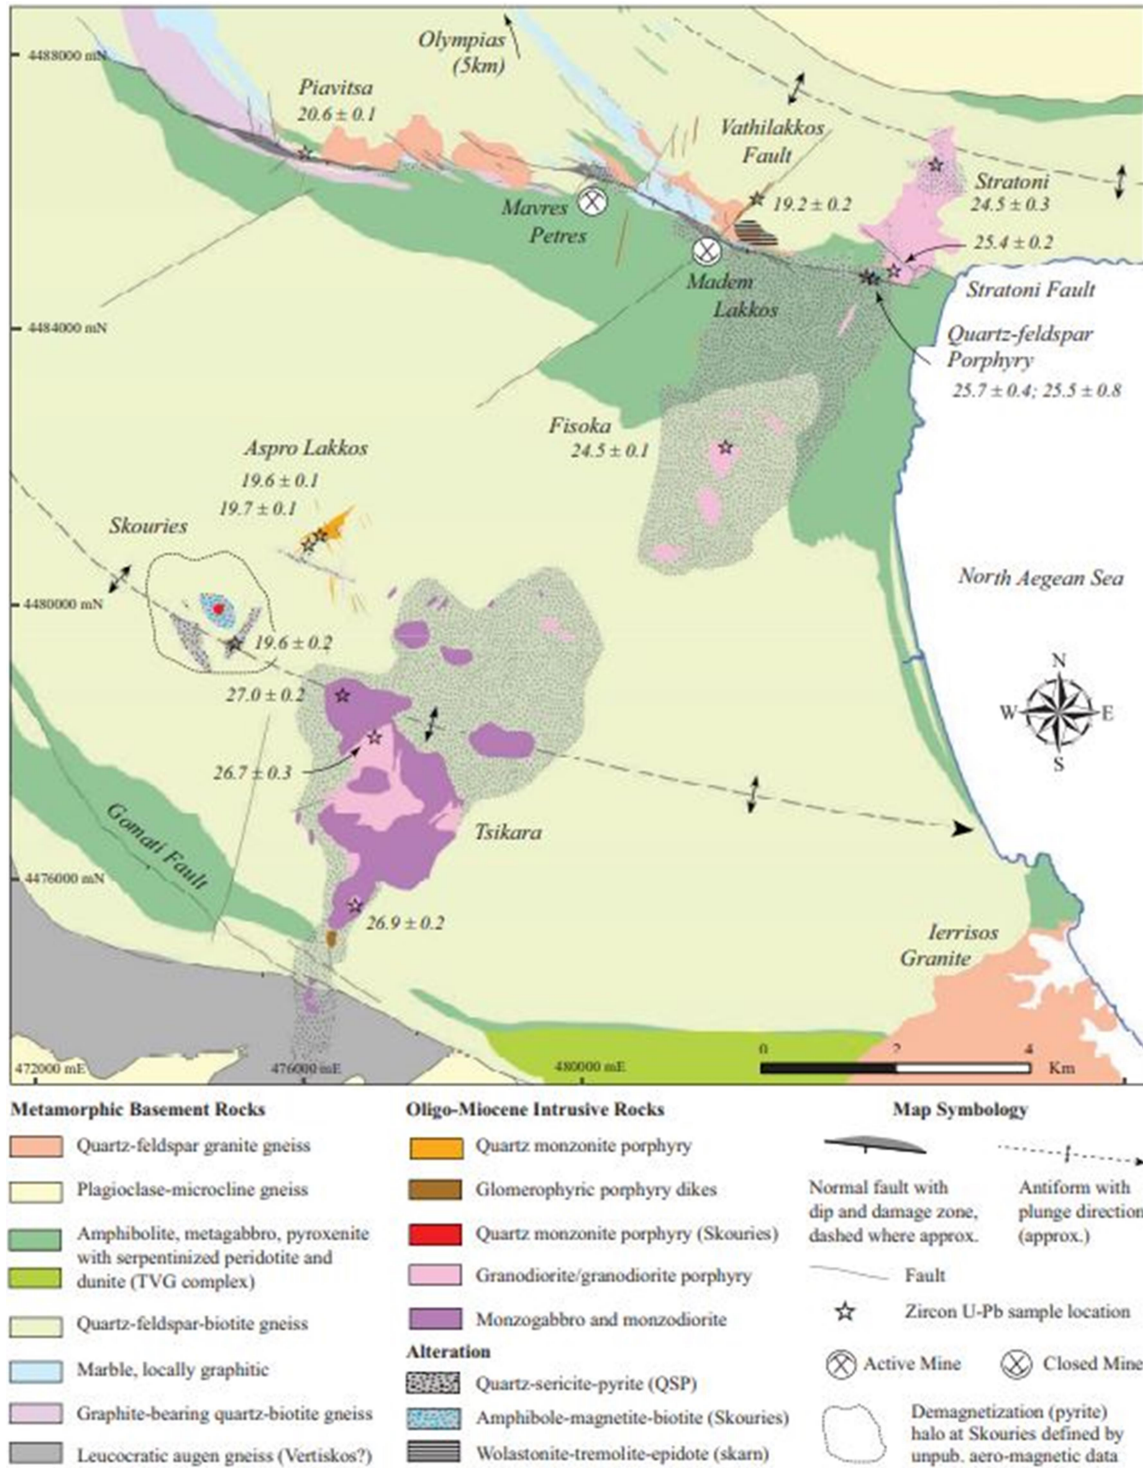 4488000 mN
Olympias
(5km)
Piavitsa
20.6 ± 0.1
Vathilakkos
Fault
Stratoni
24.5 ± 0.3
19.2 ± 0.2
25.4 ± 0.2
Mavres
Petres
Madem
Lakkos
Stratoni Fault
4484000 mN
Quartz-feldspar
Porphyry
25.7 ± 0.4; 25.5 ± 0.8
Fisoka
24.5 ± 0.1
Aspro Lakkos
19.6 ± 0.1
19.7 ± 0.1
Skouries
North Aegean Sea
4480000 mN
19.6 ± 0.2
27.0 ± 0.2
N
W
E
S
26.7 ± 0.3
Tsikara
Gomati Fault
4476000 mN
26.9 ± 0.2
Ierrisos
Granite
0
2
4
Km
472000 mE
476000 mE
480000 mE
Metamorphic Basement Rocks
Quartz-feldspar granite gneiss
Plagioclase-microcline gneiss
Amphibolite, metagabbro, pyroxenite
with serpentinized peridotite and
dunite (TVG complex)
Quartz-feldspar-biotite gneiss
Marble, locally graphitic
Graphite-bearing quartz-biotite gneiss
Leucocratic augen gneiss (Vertiskos?)
Oligo-Miocene Intrusive Rocks
Quartz monzonite porphyry
Glomerophyric porphyry dikes
Quartz monzonite porphyry (Skouries)
Granodiorite/granodiorite porphyry
Monzogabbro and monzodiorite
Alteration
Quartz-sericite-pyrite (QSP)
Amphibole-magnetite-biotite (Skouries)
Wolastonite-tremolite-epidote (skarn)
Map Symbology
Normal fault with
dip and damage zone,
dashed where approx.
Antiform with
plunge direction
(approx.)
Fault
Zircon U-Pb sample location
Active Mine
Closed Mine
Demagnetization (pyrite)
halo at Skouries defined by
unpub. aero-magnetic data